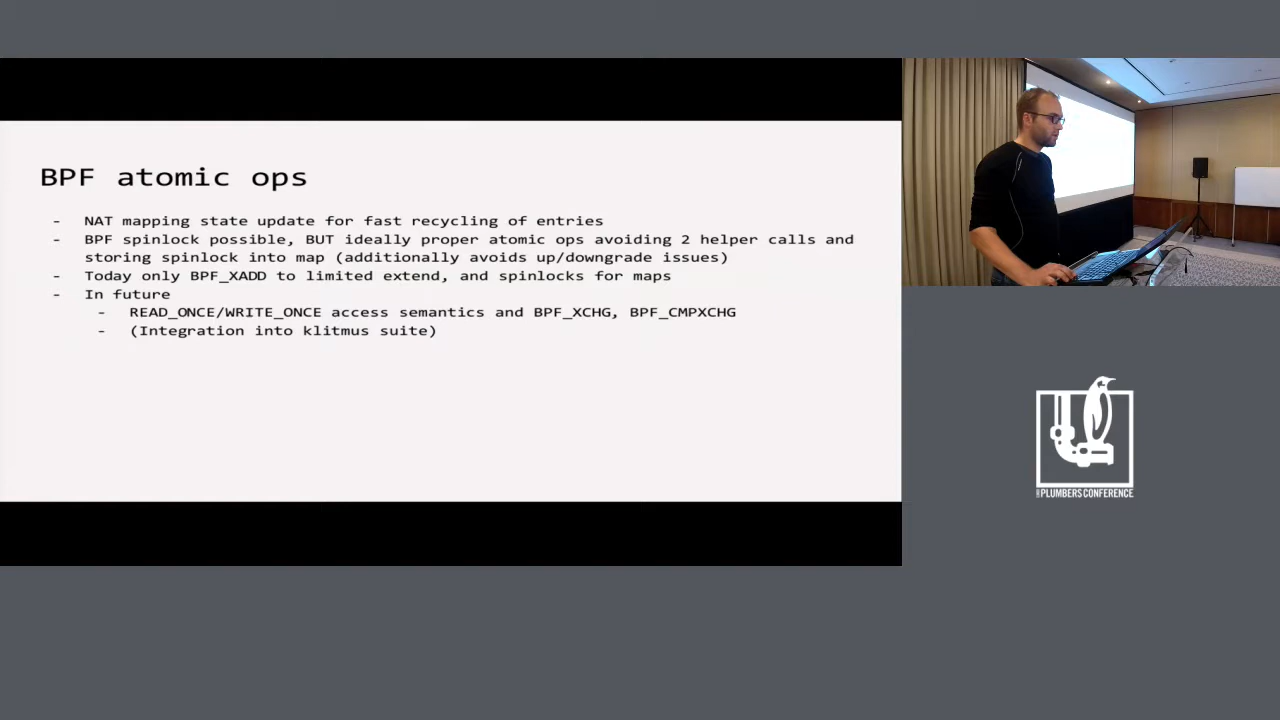 BPF atomic ops
- NAT mapping state update for fast recycling of entries
- BPF spinlock possible, BUT ideally proper atomic ops avoiding 2 helper calls and
storing spinlock into map (additionally avoids up/downgrade issues)
- Today only BPF_XADD to limited extend, and spinlocks for maps
- In future
- READ_ONCE/WRITE_ONCE access semantics and BPF_XCHG, BPF_CMPXCHG
- (Integration into klitmus suite)
PLUMBERS CONFERENCE